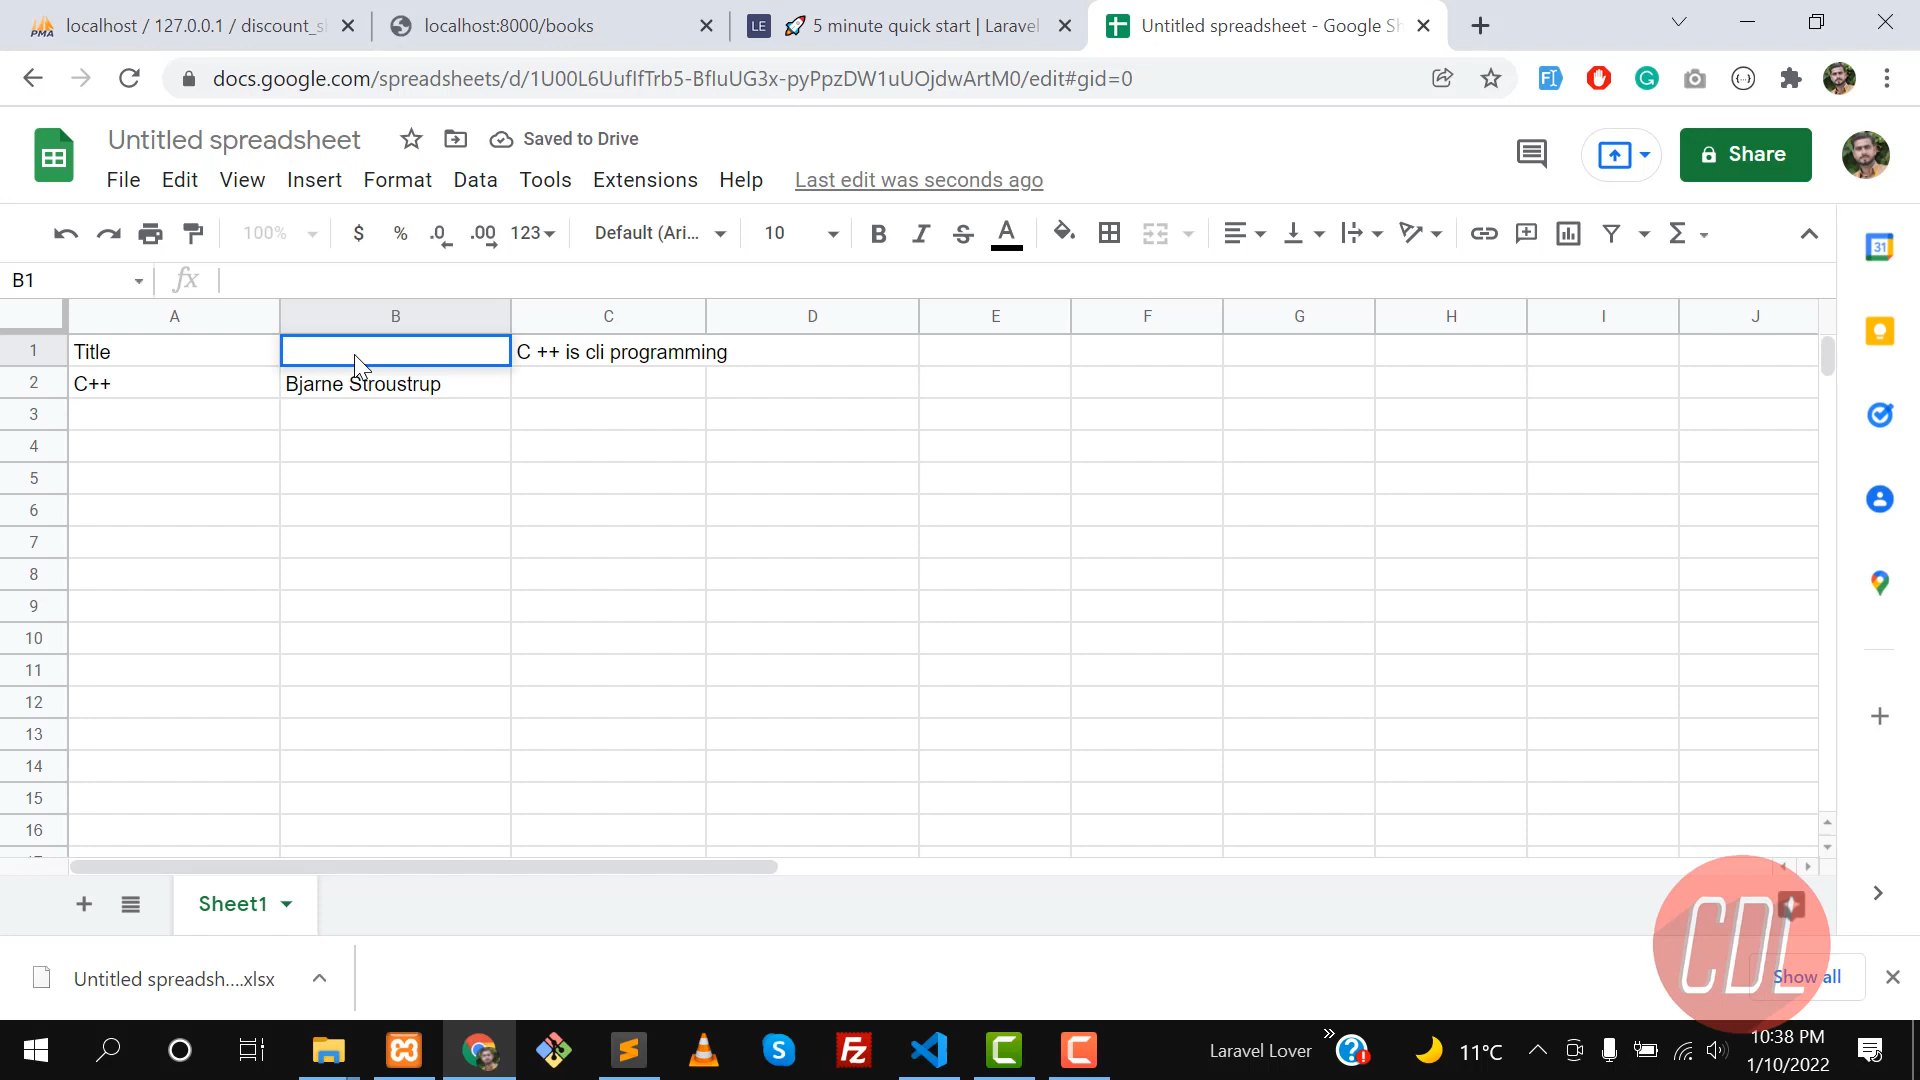 localhost / 127.0.0.1 / discount_s
localhost:8000/books
LE
🚀 5 minute quick start | Larave
Untitled spreadsheet - Google Sh
docs.google.com/spreadsheets/d/1U00L6UufIfTrb5-BfIuUG3x-pyPpzDW1uUOjdwArtM0/edit#gid=0
Untitled spreadsheet
Saved to Drive
Share
File Edit View Insert Format Data Tools Extensions Help Last edit was seconds ago
100% $ % .0 .00 123 Default (Ari... 10 B I S A Σ
31
B1 fx
A B C D E F G H I J
1 Title C ++ is cli programming
2 C++ Bjarne Stroustrup
3
4
5
6
7
8
9
10
11
12
13
14
15
16
Sheet1
CDL
Untitled spreadsh....xlsx
Show all
Laravel Lover
11°C
10:38 PM
1/10/2022